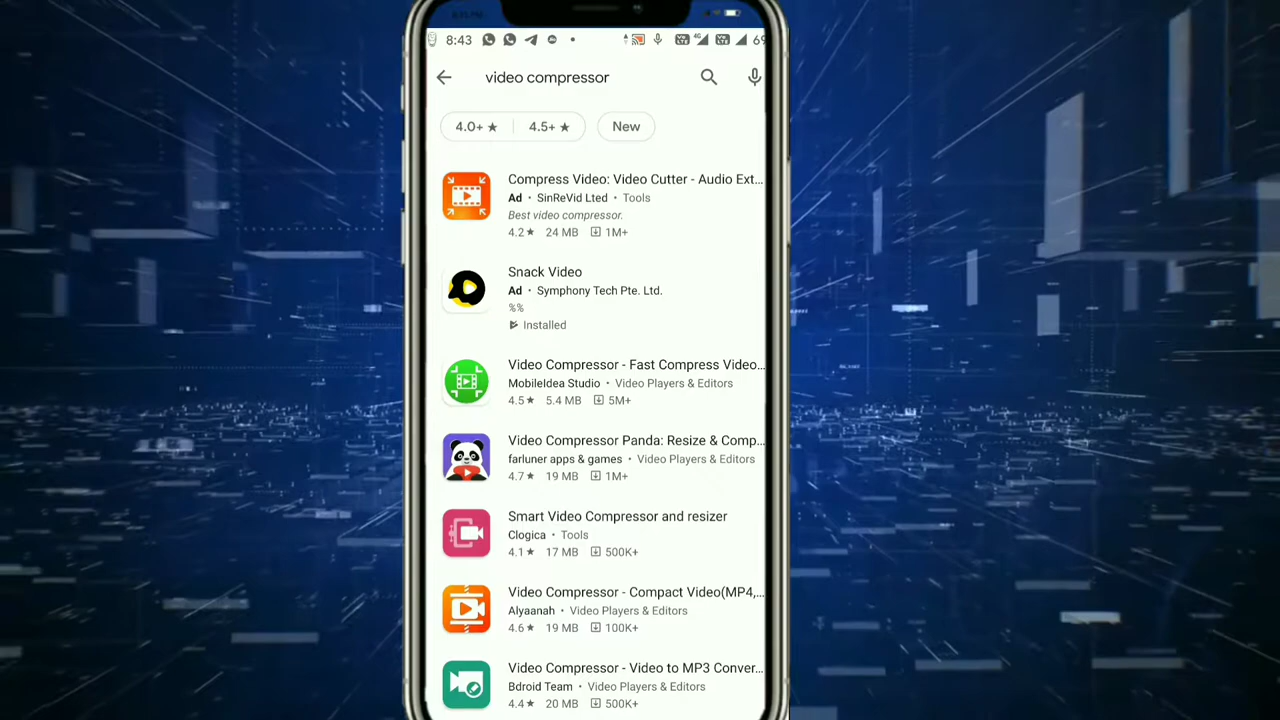 8:43
69
video compressor
4.0+ ★ 4.5+ ★ New
Compress Video: Video Cutter - Audio Ext...
Ad • SinReVid Lted • Tools
Best video compressor.
4.2★ 24 MB 1M+
Snack Video
Ad • Symphony Tech Pte. Ltd.
%%
Installed
Video Compressor - Fast Compress Video...
MobileIdea Studio • Video Players & Editors
4.5★ 5.4 MB 5M+
Video Compressor Panda: Resize & Comp...
farluner apps & games • Video Players & Editors
4.7★ 19 MB 1M+
Smart Video Compressor and resizer
Clogica • Tools
4.1★ 17 MB 500K+
Video Compressor - Compact Video(MP4,...
Alyaanah • Video Players & Editors
4.6★ 19 MB 100K+
Video Compressor - Video to MP3 Conver...
Bdroid Team • Video Players & Editors
4.4★ 20 MB 500K+